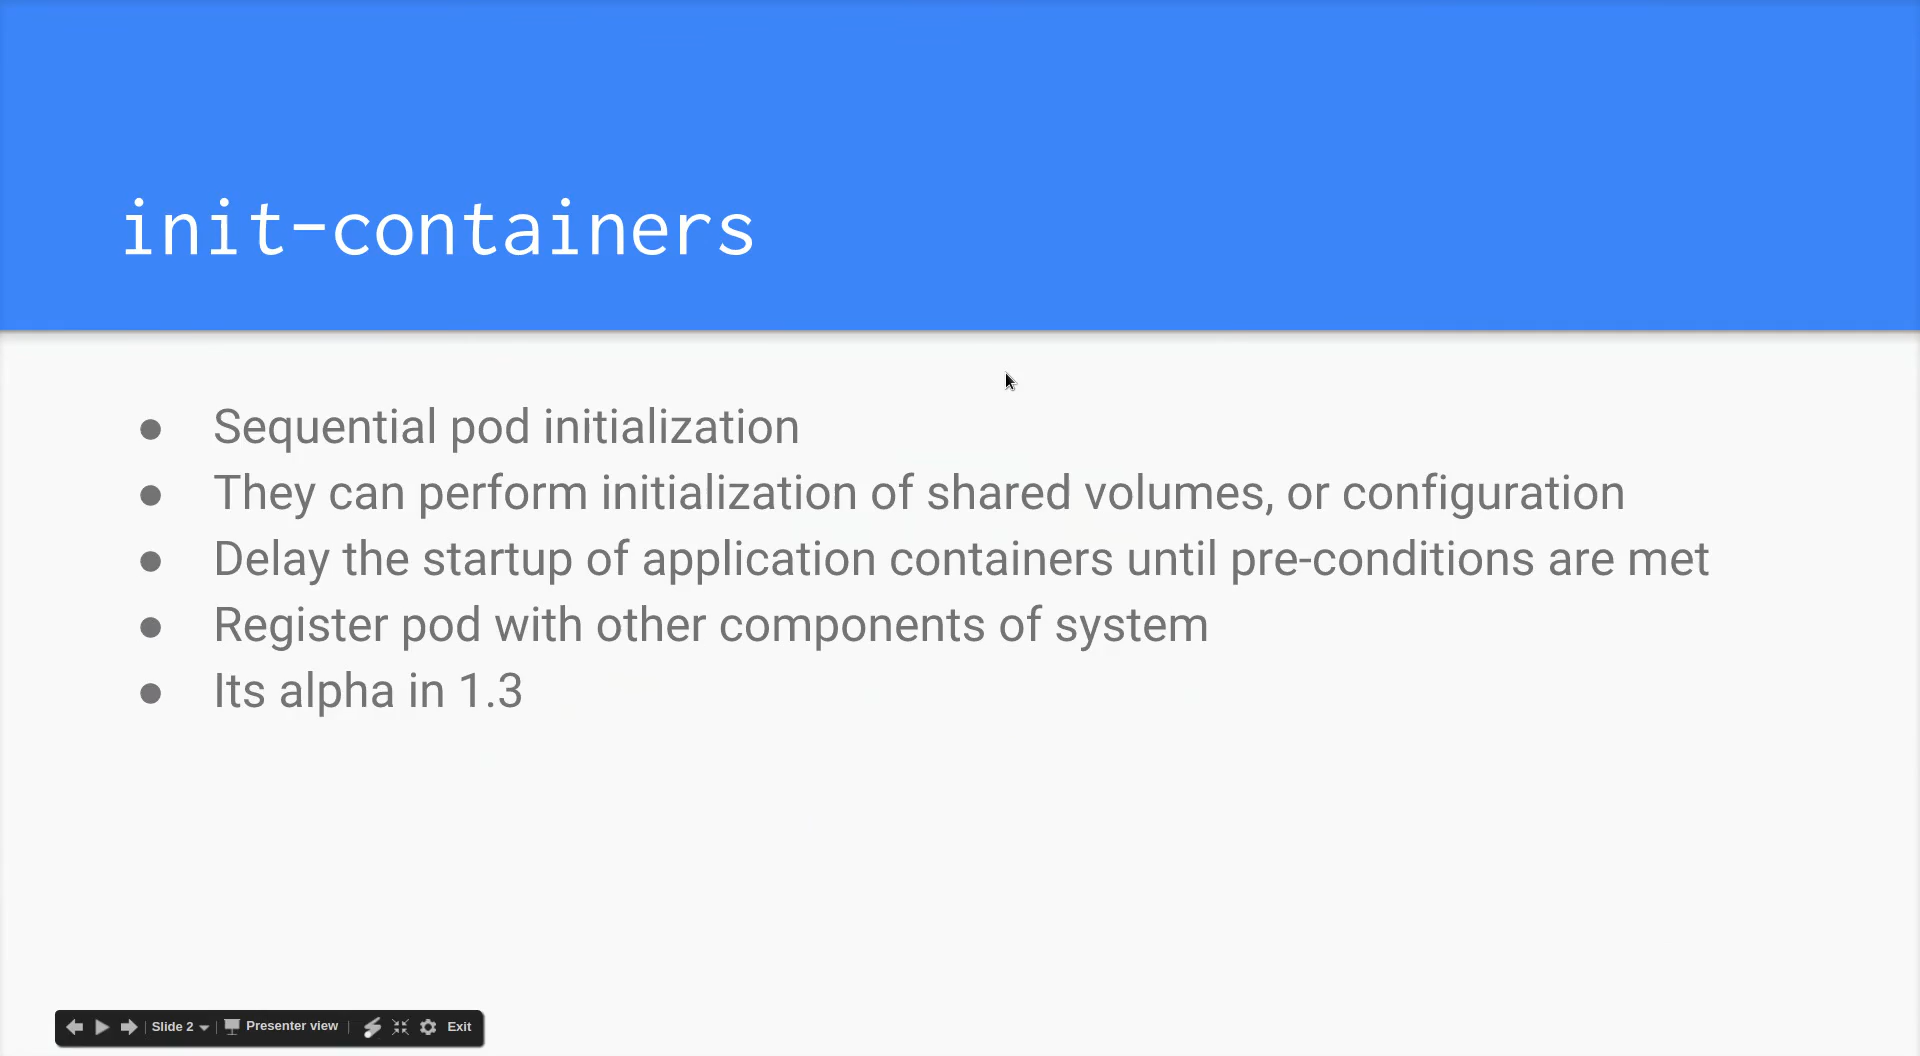 init-containers
● Sequential pod initialization
● They can perform initialization of shared volumes, or configuration
● Delay the startup of application containers until pre-conditions are met
● Register pod with other components of system
● Its alpha in 1.3
Slide 2 Presenter view Exit